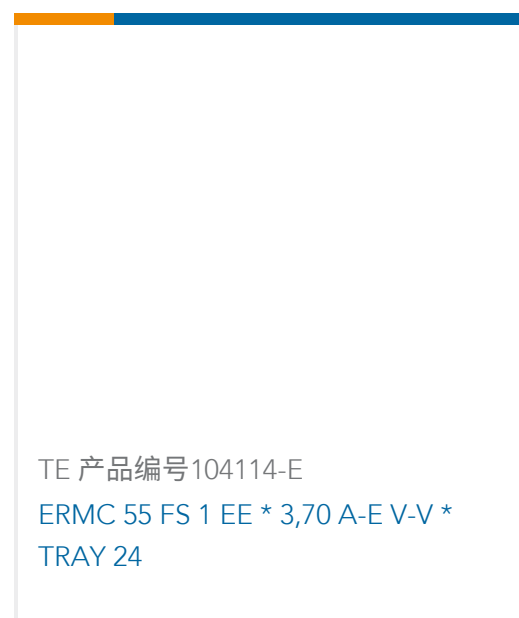 TE 产品编号104114-E
ERMC 55 FS 1 EE * 3,70 A-E V-V *
TRAY 24